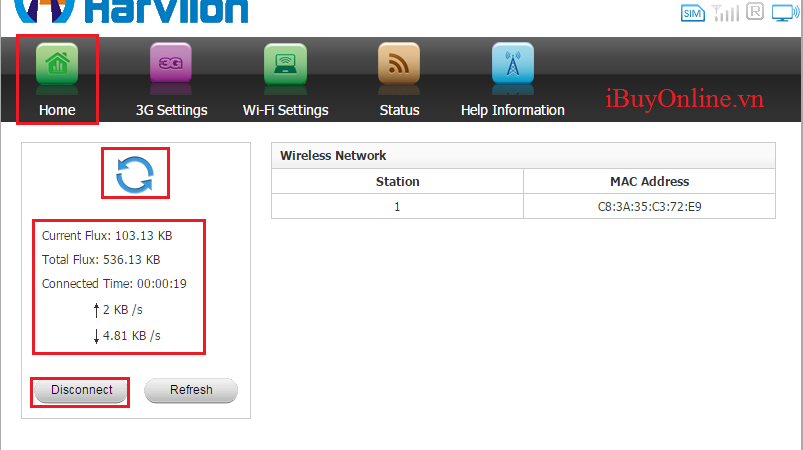 Harvilon
SIM R
3G
Home 3G Settings Wi-Fi Settings Status Help Information
iBuyOnline.vn
Wireless Network
Station MAC Address
1 C8:3A:35:C3:72:E9
Current Flux: 103.13 KB
Total Flux: 536.13 KB
Connected Time: 00:00:19
2 KB /s
4.81 KB /s
Disconnect Refresh